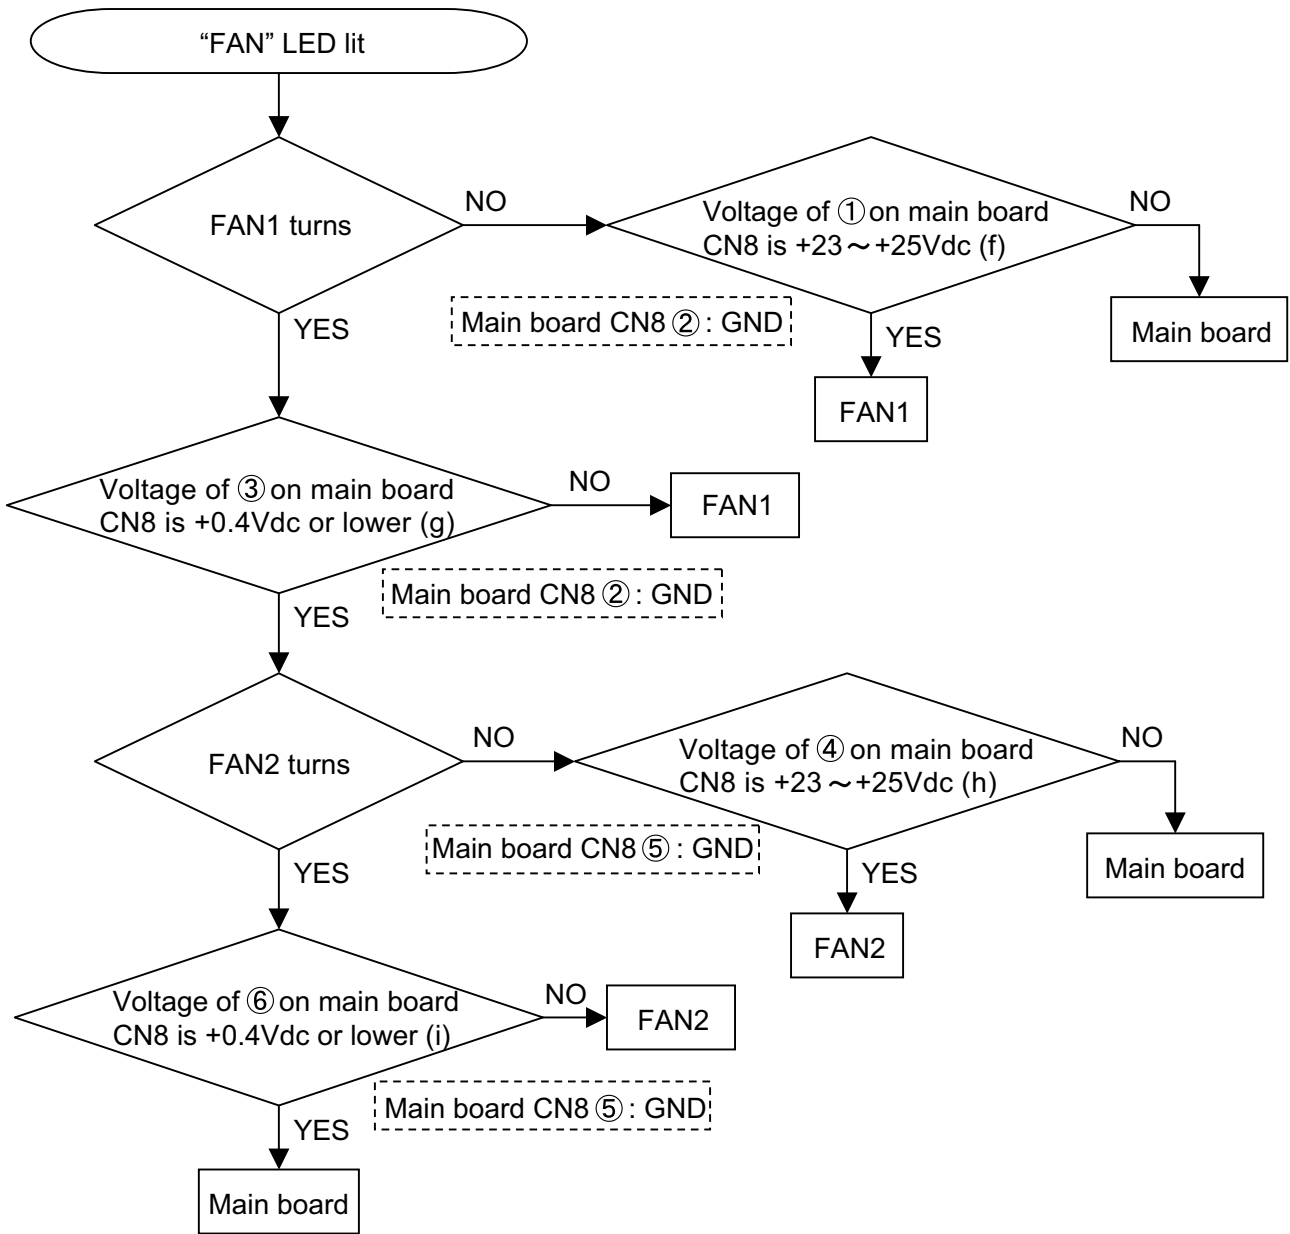 “FAN” LED lit
FAN1 turns
NO
Voltage of ① on main board
CN8 is +23～+25Vdc (f)
NO
Main board
Main board CN8 ② : GND
YES
YES
FAN1
Voltage of ③ on main board
CN8 is +0.4Vdc or lower (g)
NO
FAN1
Main board CN8 ② : GND
YES
FAN2 turns
NO
Voltage of ④ on main board
CN8 is +23～+25Vdc (h)
NO
Main board
Main board CN8 ⑤ : GND
YES
YES
FAN2
Voltage of ⑥ on main board
CN8 is +0.4Vdc or lower (i)
NO
FAN2
Main board CN8 ⑤ : GND
YES
Main board